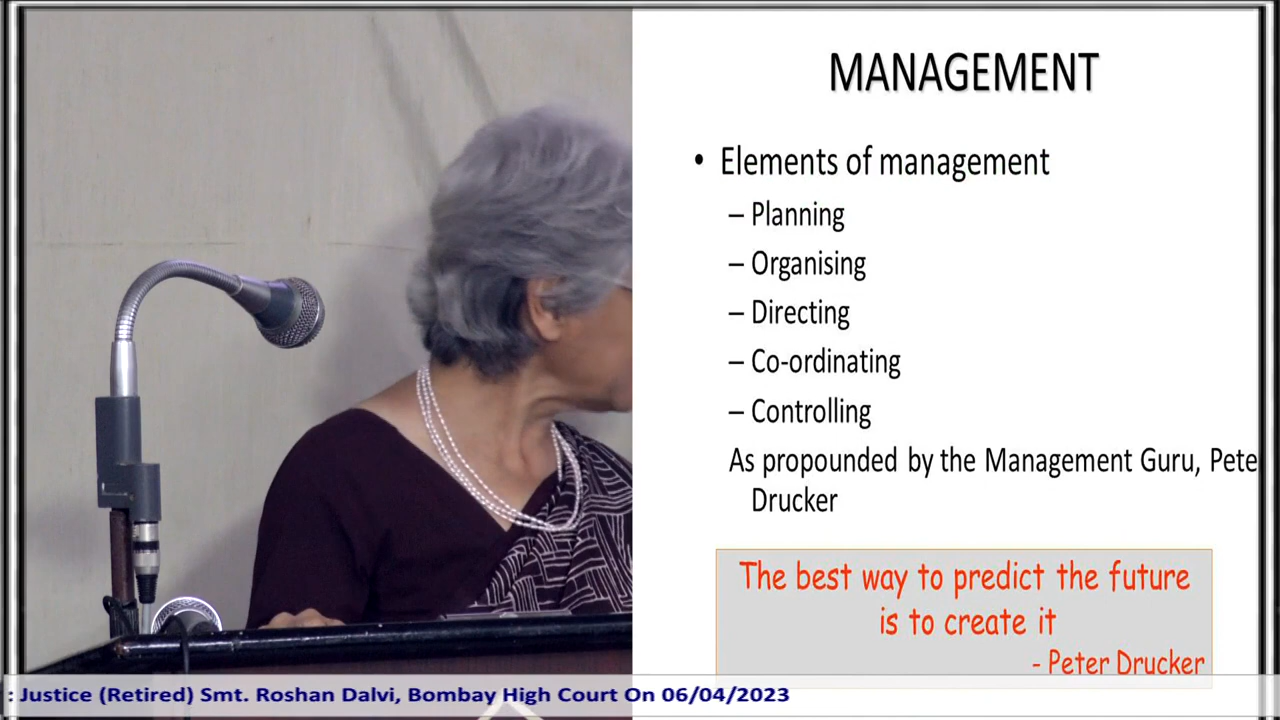 MANAGEMENT
• Elements of management
– Planning
– Organising
– Directing
– Co-ordinating
– Controlling
As propounded by the Management Guru, Pete
Drucker
The best way to predict the future
is to create it
- Peter Drucker
: Justice (Retired) Smt. Roshan Dalvi, Bombay High Court On 06/04/2023